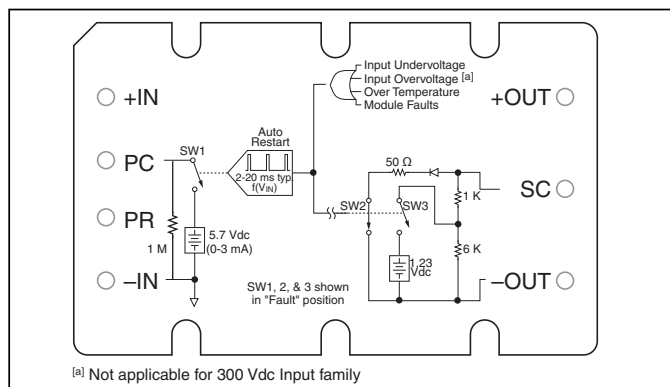 Input Undervoltage
Input Overvoltage [a]
Over Temperature
Module Faults
+IN
+OUT
Auto
Restart
SW1
PC
2-20 ms typ
f(VIN)
50 Ω
SC
1 K
SW2
SW3
PR
5.7 Vdc
(0-3 mA)
1 M
6 K
1.23
Vdc
–IN
–OUT
SW1, 2, & 3 shown
in "Fault" position
[a] Not applicable for 300 Vdc Input family